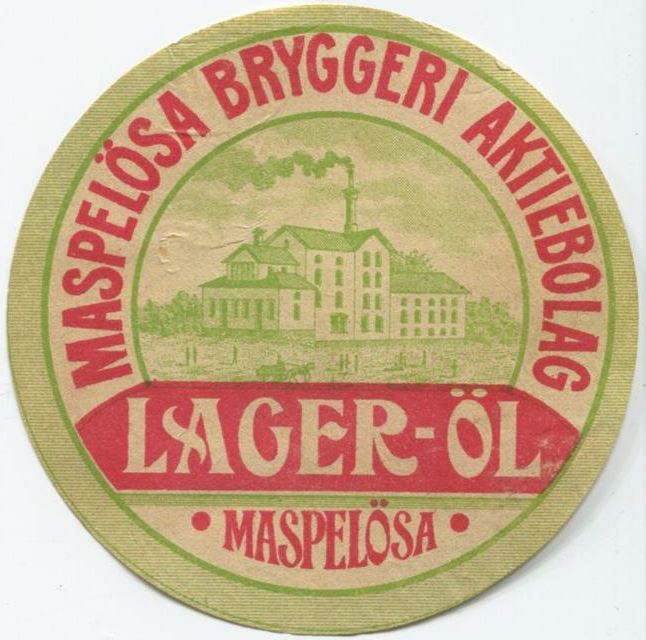 MASPELÖSA BRYGGERI AKTIEBOLAG
LAGER-ÖL
• MASPELÖSA •